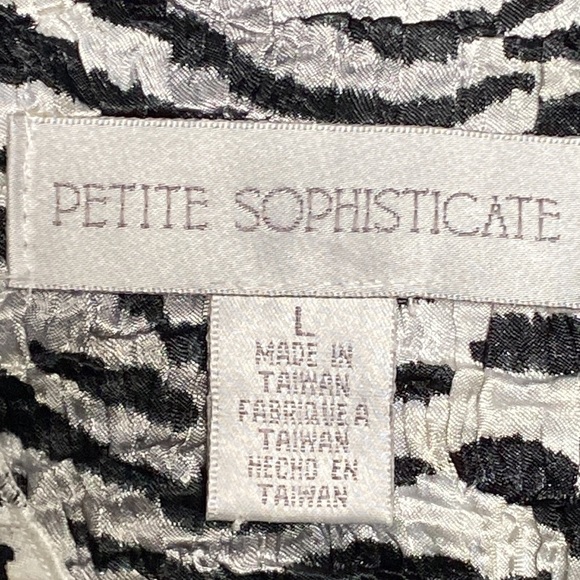 PETITE SOPHISTICATE
L
MADE IN
TAIWAN
FABRIQUE A
TAIWAN
HECHO EN
TAIWAN